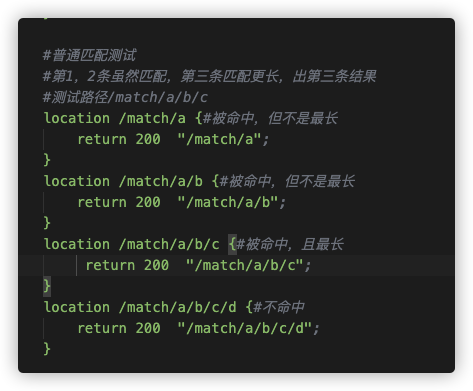 #普通匹配测试
#第1，2条虽然匹配，第三条匹配更长，出第三条结果
#测试路径/match/a/b/c
location /match/a {#被命中，但不是最长
    return 200  "/match/a";
}
location /match/a/b {#被命中，但不是最长
    return 200  "/match/a/b";
}
location /match/a/b/c {#被命中，且最长
     return 200  "/match/a/b/c";
}
location /match/a/b/c/d {#不命中
    return 200  "/match/a/b/c/d";
}